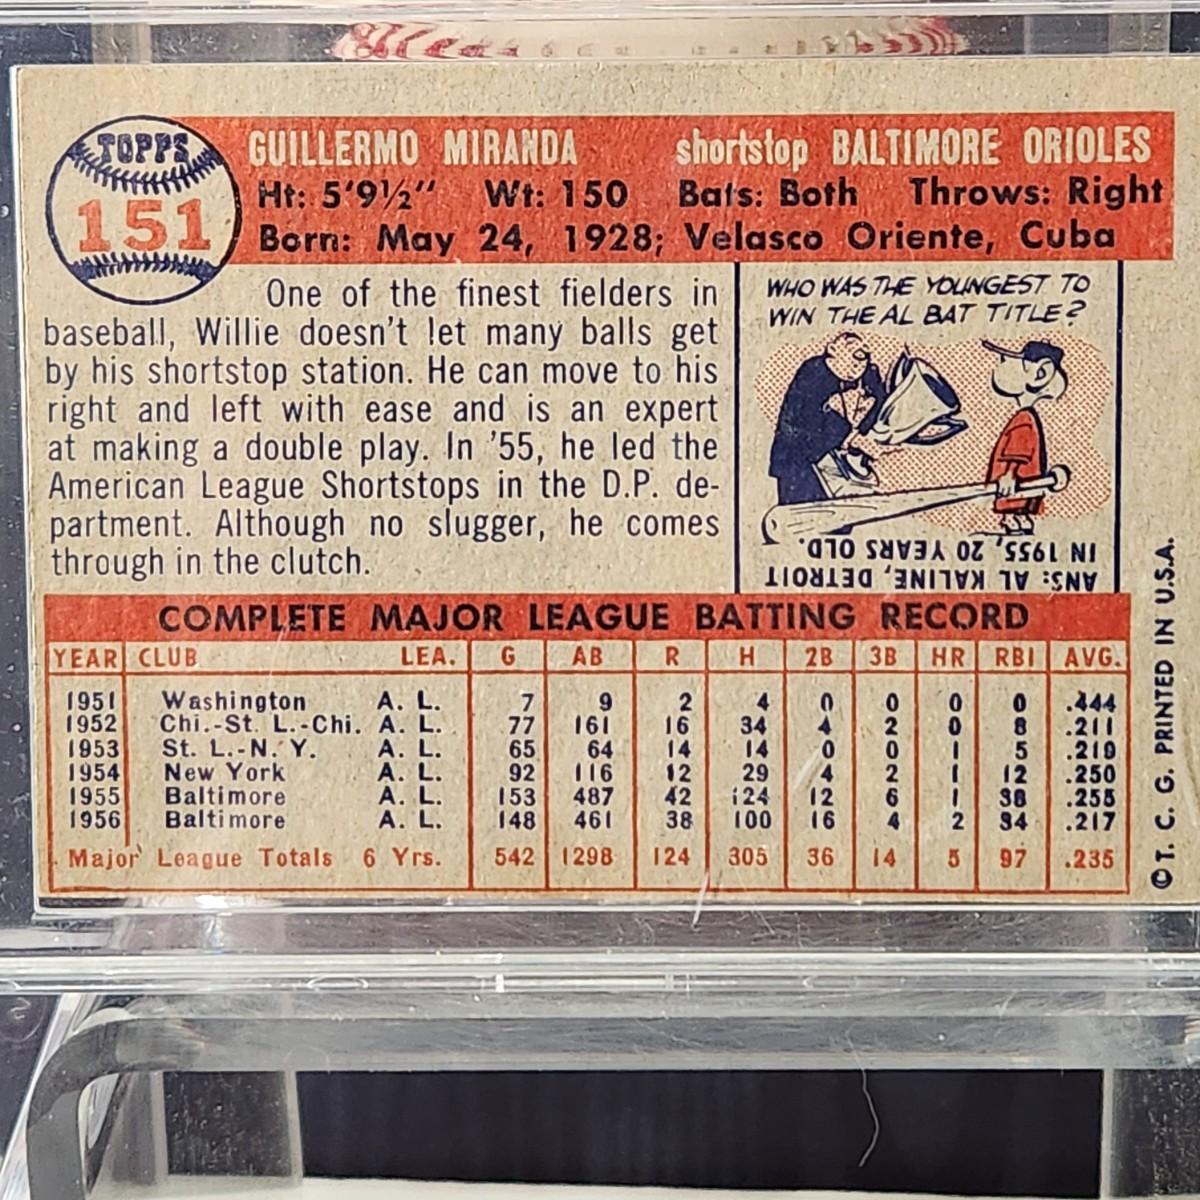 TOPPS
151
GUILLERMO MIRANDA shortstop BALTIMORE ORIOLES
Ht: 5'9½" Wt: 150 Bats: Both Throws: Right
Born: May 24, 1928; Velasco Oriente, Cuba
One of the finest fielders in
baseball, Willie doesn't let many balls get
by his shortstop station. He can move to his
right and left with ease and is an expert
at making a double play. In '55, he led the
American League Shortstops in the D.P. de-
partment. Although no slugger, he comes
through in the clutch.
WHO WAS THE YOUNGEST TO
WIN THE AL BAT TITLE?
ANS: AL KALINE, DETROIT
IN 1955, 20 YEARS OLD.
COMPLETE MAJOR LEAGUE BATTING RECORD
YEAR CLUB LEA. G AB R H 2B 3B HR RBI AVG.
1951 Washington A. L. 7 9 2 4 0 0 0 0 .444
1952 Chi.-St. L.-Chi. A. L. 77 161 16 34 4 2 0 8 .211
1953 St. L.-N. Y. A. L. 65 64 14 14 0 0 1 5 .219
1954 New York A. L. 92 116 12 29 4 2 1 12 .250
1955 Baltimore A. L. 153 487 42 124 12 6 1 38 .255
1956 Baltimore A. L. 148 461 38 100 16 4 2 34 .217
Major League Totals 6 Yrs. 542 1298 124 305 36 14 5 97 .235
©T. C. G. PRINTED IN U.S.A.